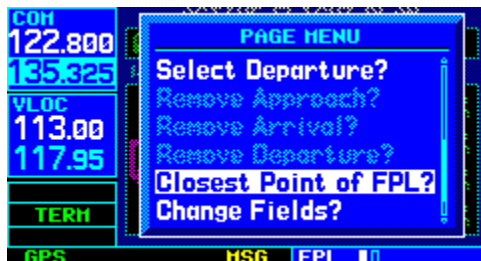 COM
122.800
135.325
VLOC
113.00
117.95
TERM
GPS
PAGE MENU
Select Departure?
Remove Approach?
Remove Arrival?
Remove Departure?
Closest Point of FPL?
Change Fields?
MSG
FPL